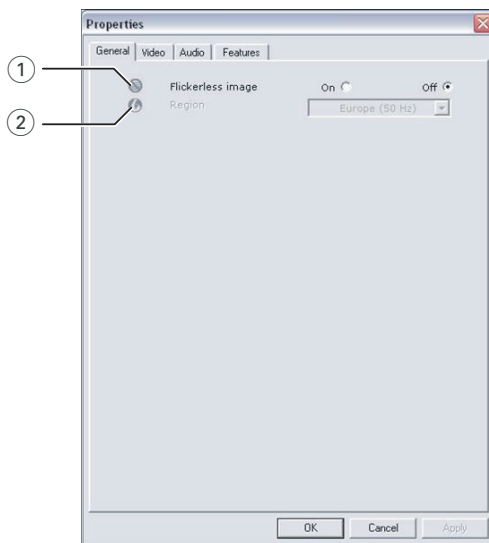 Properties
General Video Audio Features
1 Flickerless image On Off
2 Region Europe (50 Hz)
OK Cancel Apply